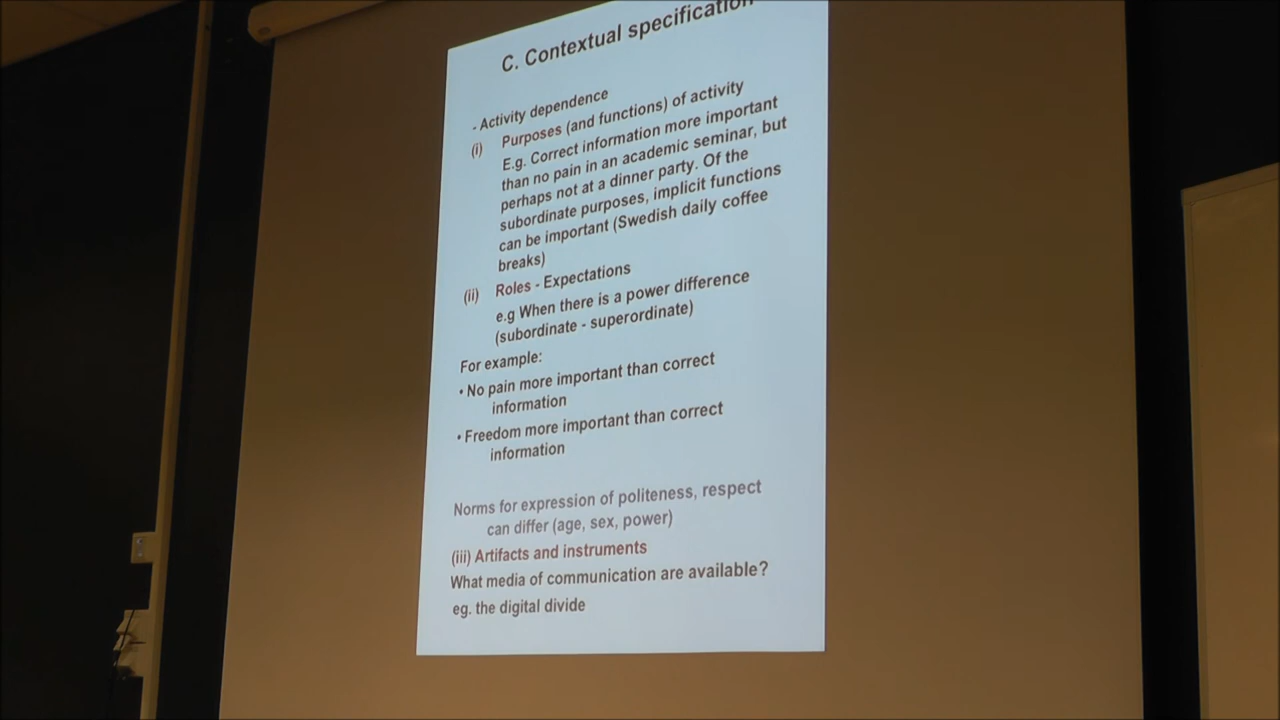 C. Contextual specification
- Activity dependence
(i) Purposes (and functions) of activity
E.g. Correct information more important
than no pain in an academic seminar, but
perhaps not at a dinner party. Of the
subordinate purposes, implicit functions
can be important (Swedish daily coffee
breaks)
(ii) Roles - Expectations
e.g When there is a power difference
(subordinate - superordinate)
For example:
• No pain more important than correct
information
• Freedom more important than correct
information
Norms for expression of politeness, respect
can differ (age, sex, power)
(iii) Artifacts and instruments
What media of communication are available?
eg. the digital divide